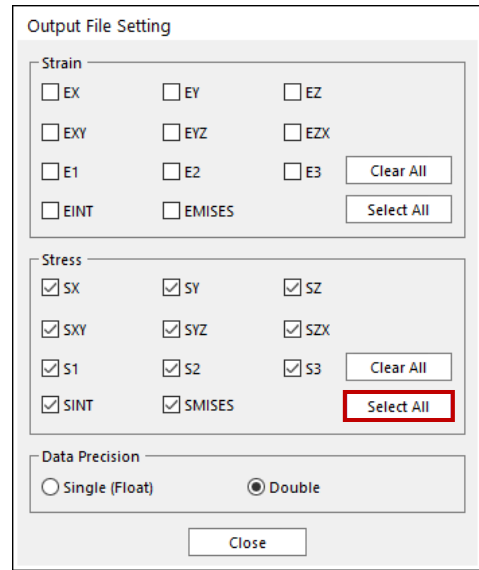 Output File Setting
Strain
EX EY EZ
EXY EYZ EZX
E1 E2 E3 Clear All
EINT EMISES Select All
Stress
SX SY SZ
SXY SYZ SZX
S1 S2 S3 Clear All
SINT SMISES Select All
Data Precision
Single (Float) Double
Close